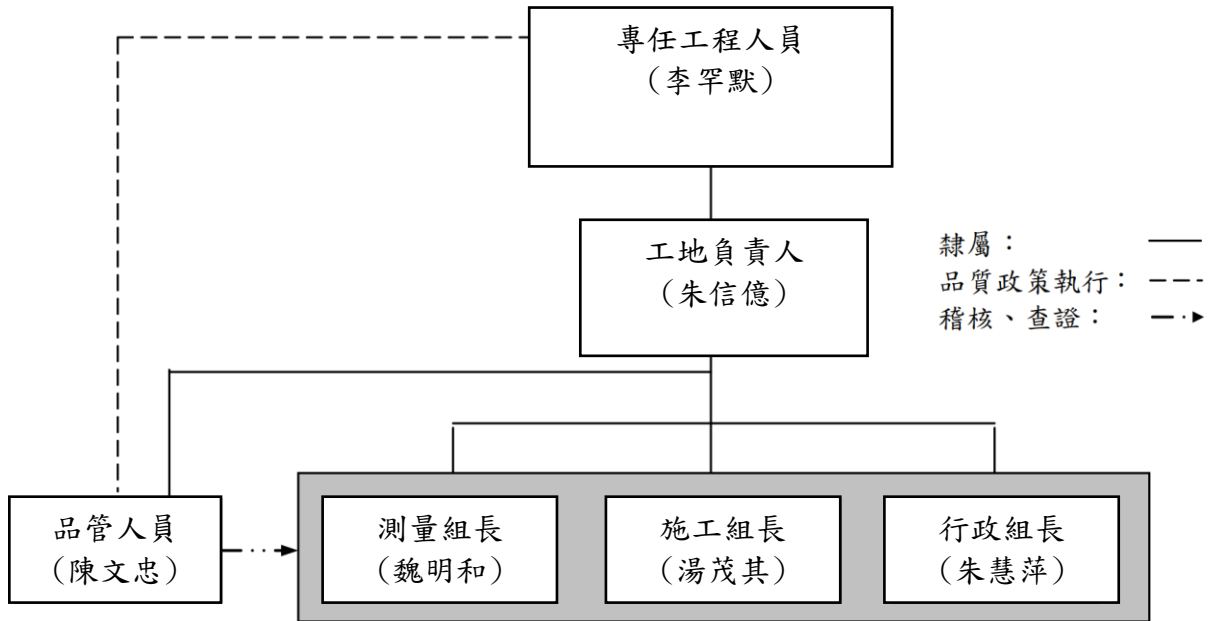 專任工程人員
（李罕默）
工地負責人
（朱信億）
隸屬：
品質政策執行：
稽核、查證：
品管人員
（陳文忠）
測量組長
（魏明和）
施工組長
（湯茂其）
行政組長
（朱慧萍）